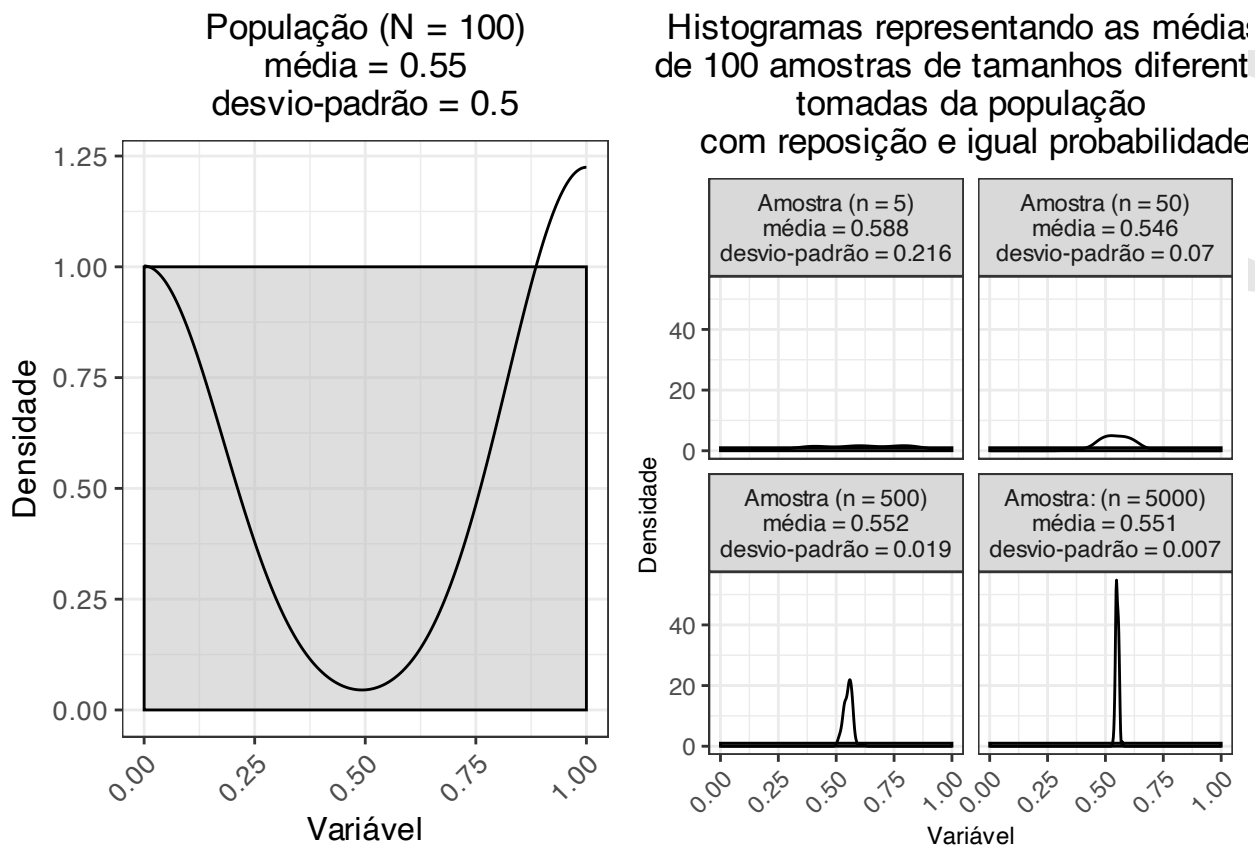 População (N = 100)
média = 0.55
desvio-padrão = 0.5
1.25
1.00
0.75
0.50
0.25
0.00
Densidade
0.00
0.25
0.50
0.75
1.00
Variável
Histogramas representando as médias
de 100 amostras de tamanhos diferent
tomadas da população
com reposição e igual probabilidade
Amostra (n = 5)
média = 0.588
desvio-padrão = 0.216
Amostra (n = 50)
média = 0.546
desvio-padrão = 0.07
40
20
0
Amostra (n = 500)
média = 0.552
desvio-padrão = 0.019
Amostra: (n = 5000)
média = 0.551
desvio-padrão = 0.007
40
20
0
Densidade
0.00
0.25
0.50
0.75
1.00
0.00
0.25
0.50
0.75
1.00
Variável